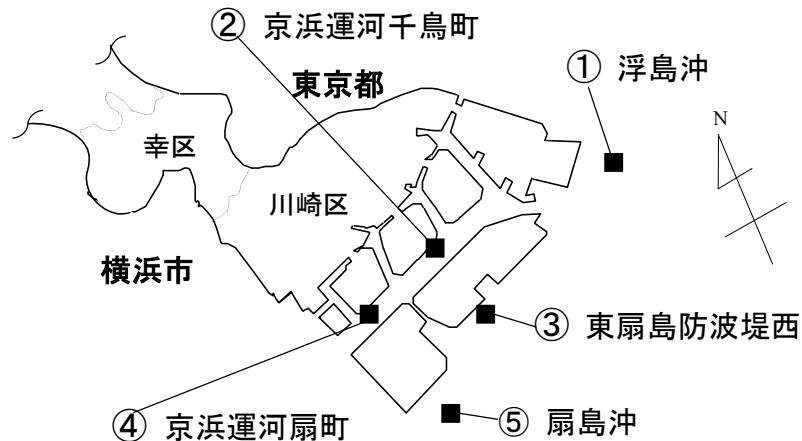 ② 京浜運河千鳥町
① 浮島沖
東京都
N
幸区
川崎区
横浜市
③ 東扇島防波堤西
④ 京浜運河扇町
⑤ 扇島沖